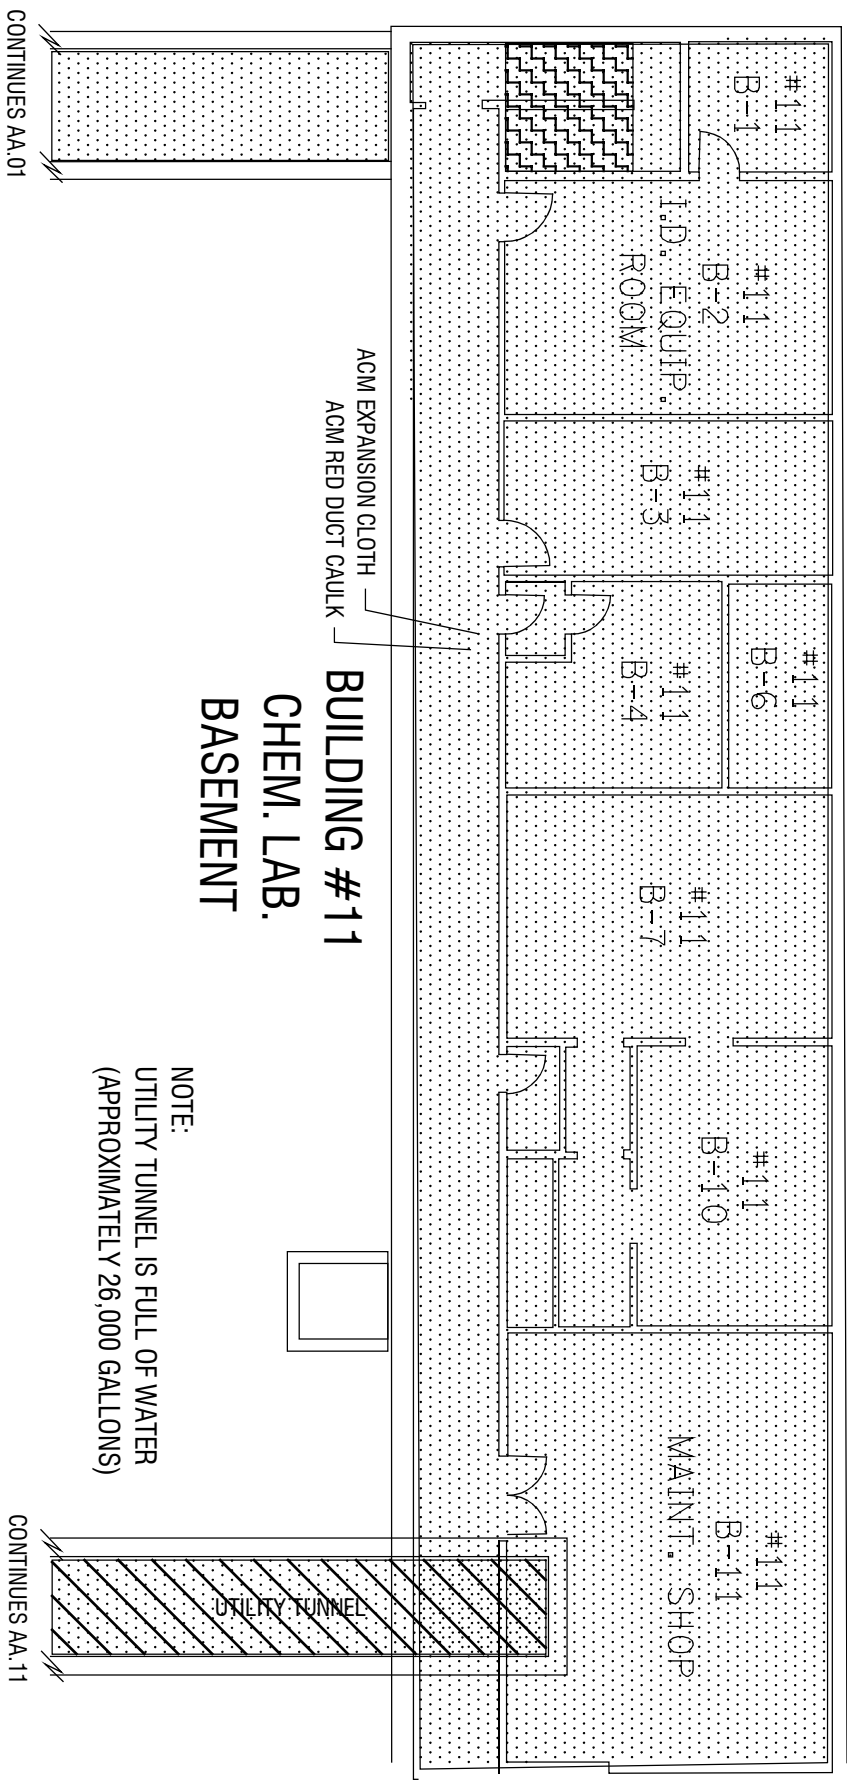 #11
B-1
#11
B-2
I.D. EQUIP.
ROOM
#11
B-3
#11
B-6
#11
B-4
#11
B-7
#11
B-10
#11
B-11
MAINT. SHOP
ACM EXPANSION CLOTH
ACM RED DUCT CAULK
BUILDING #11
CHEM. LAB.
BASEMENT
NOTE:
UTILITY TUNNEL IS FULL OF WATER
(APPROXIMATELY 26,000 GALLONS)
UTILITY TUNNEL
CONTINUES AA.01
CONTINUES AA.11